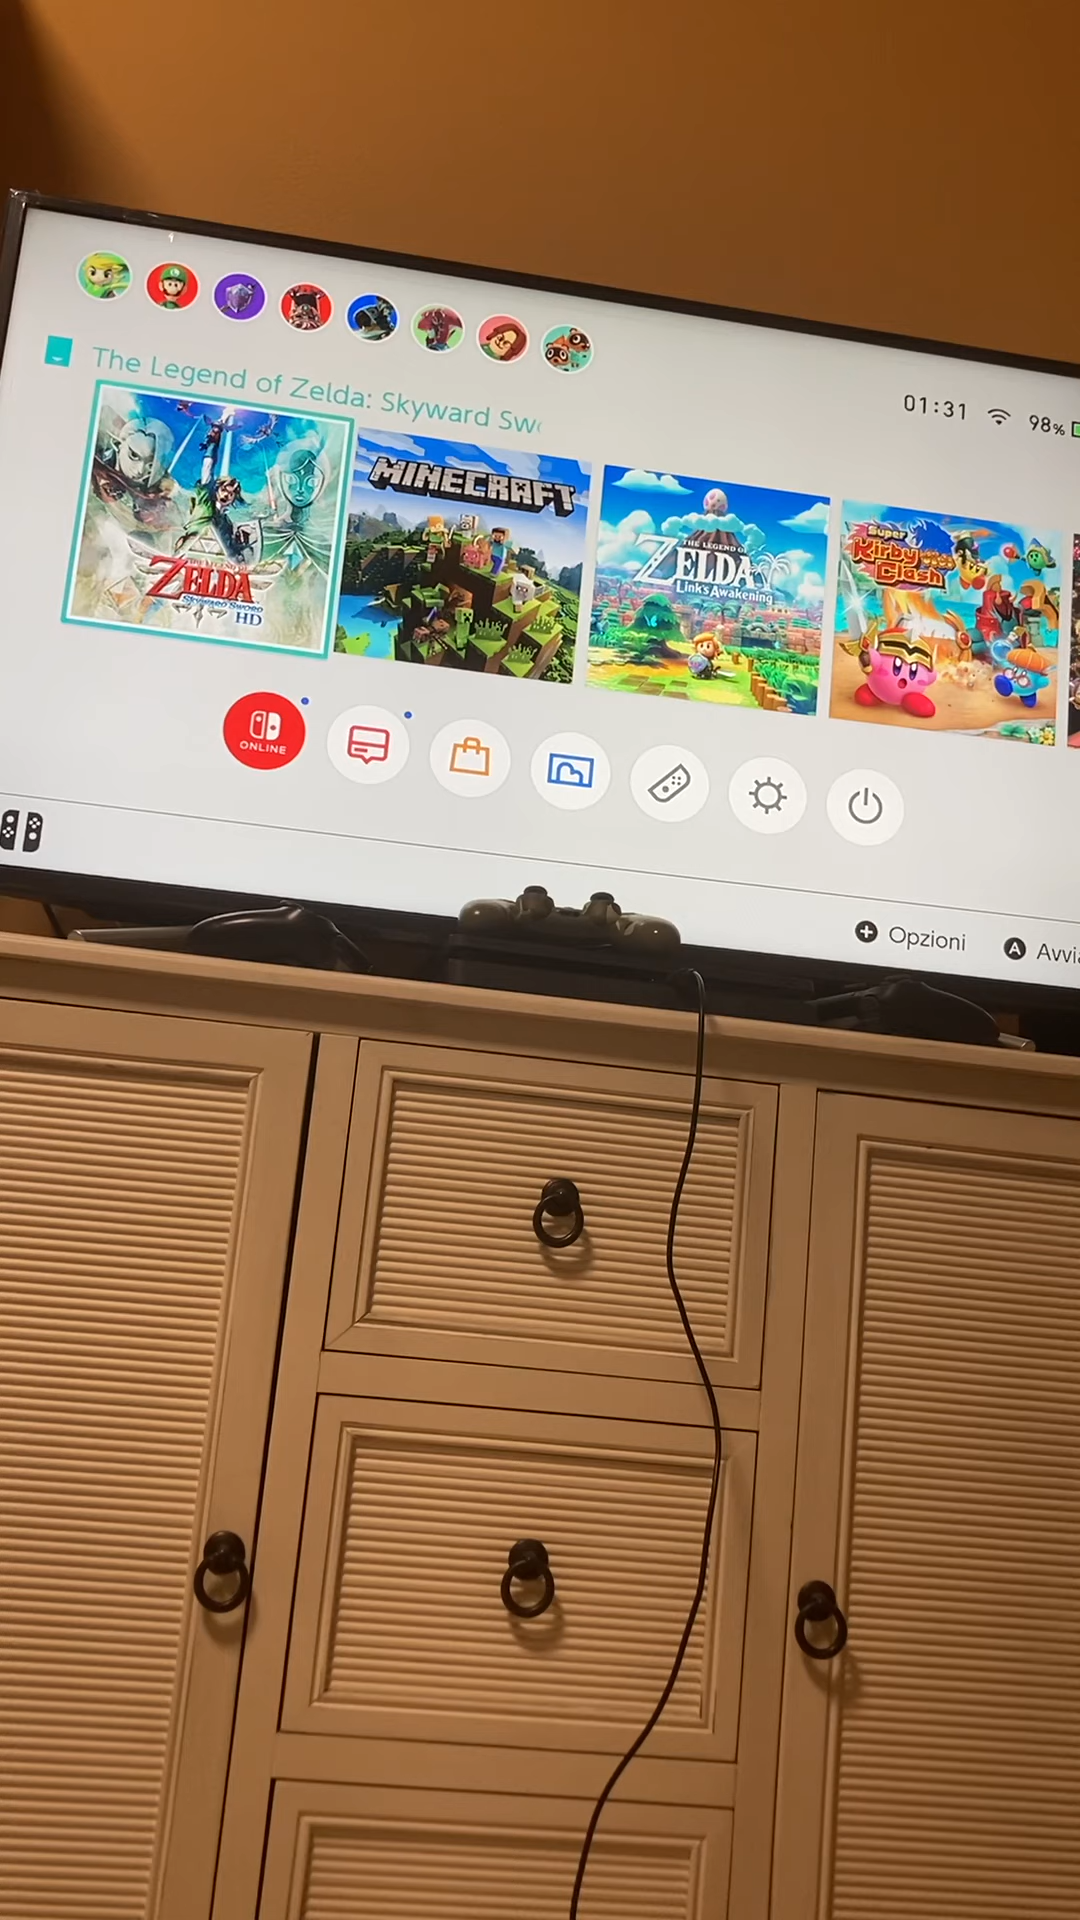 The Legend of Zelda: Skyward Sw
01:31 98%
THE LEGEND OF
ZELDA
SKYWARD SWORD
HD
MINECRAFT
THE LEGEND OF
ZELDA
Link's Awakening
Super
Kirby
Clash
ONLINE
Opzioni
A Avvia